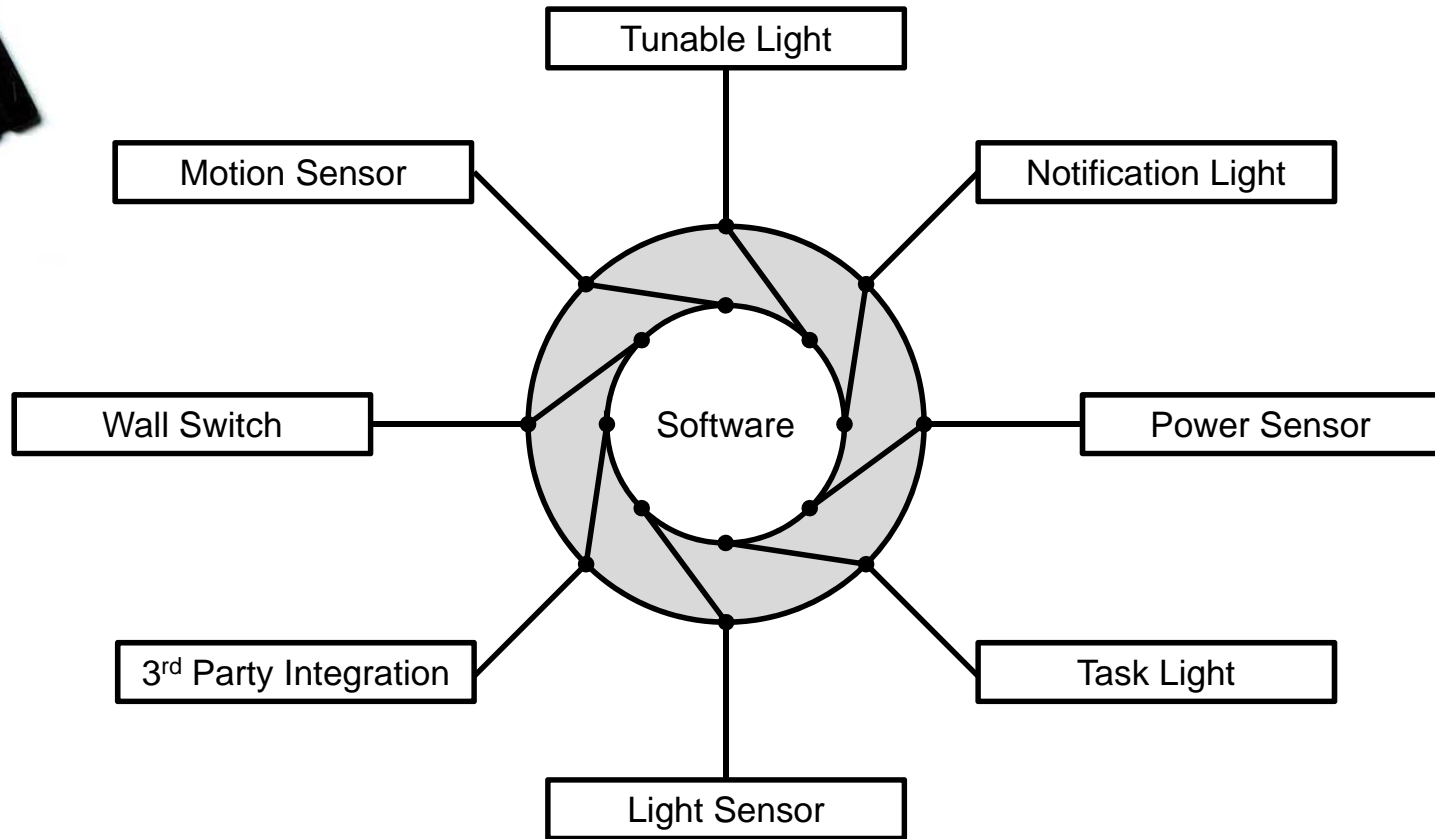 Tunable Light
Motion Sensor
Notification Light
Wall Switch
Software
Power Sensor
3rd Party Integration
Task Light
Light Sensor